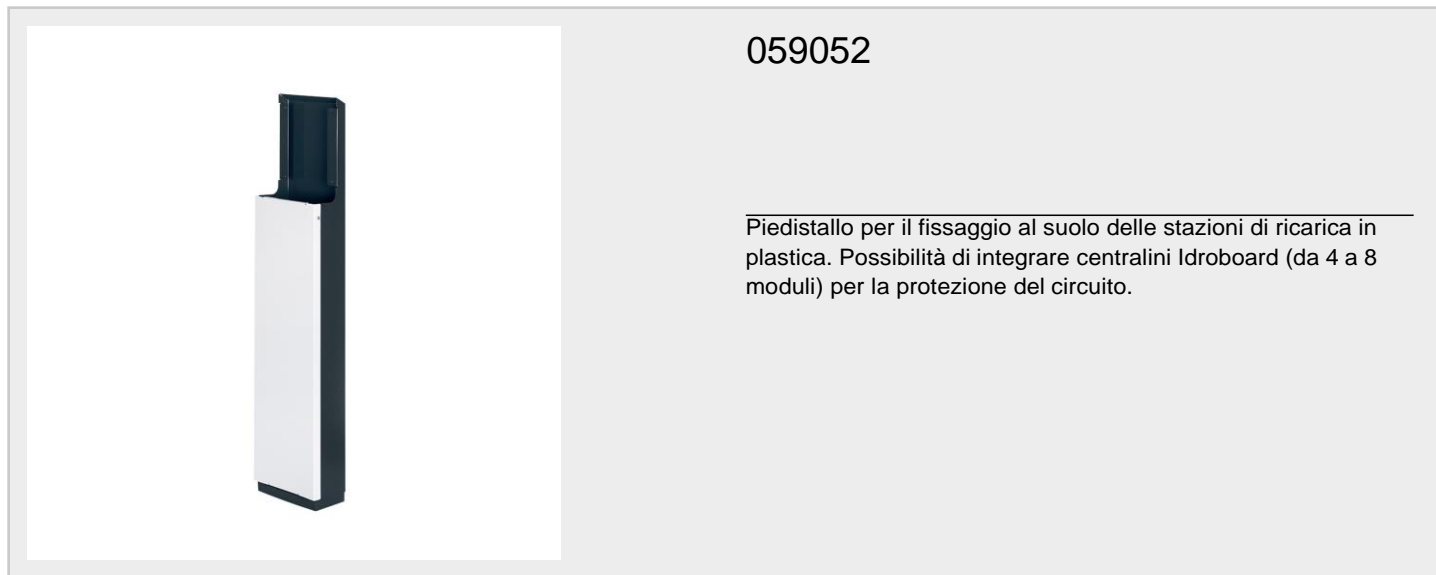 059052
Piedistallo per il fissaggio al suolo delle stazioni di ricarica in
plastica. Possibilità di integrare centralini Idroboard (da 4 a 8
moduli) per la protezione del circuito.